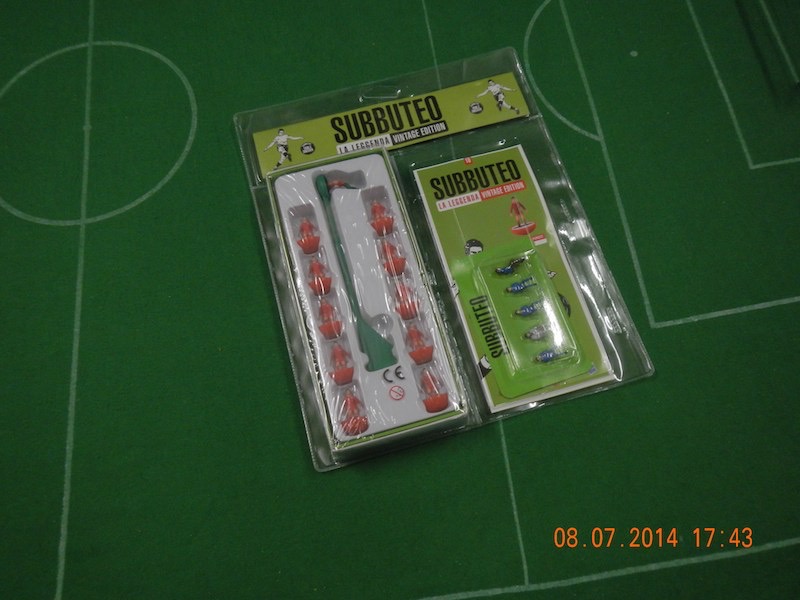 SUBBUTEO
LA LEGGENDA VINTAGE EDITION
SUBBUTEO
LA LEGGENDA VINTAGE EDITION
SUBBUTEO
CE
08.07.2014 17:43